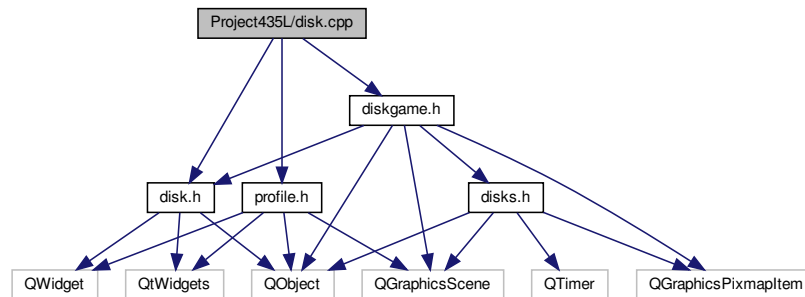 Project435L/disk.cpp
diskgame.h
disk.h
profile.h
disks.h
QWidget
QtWidgets
QObject
QGraphicsScene
QTimer
QGraphicsPixmapItem